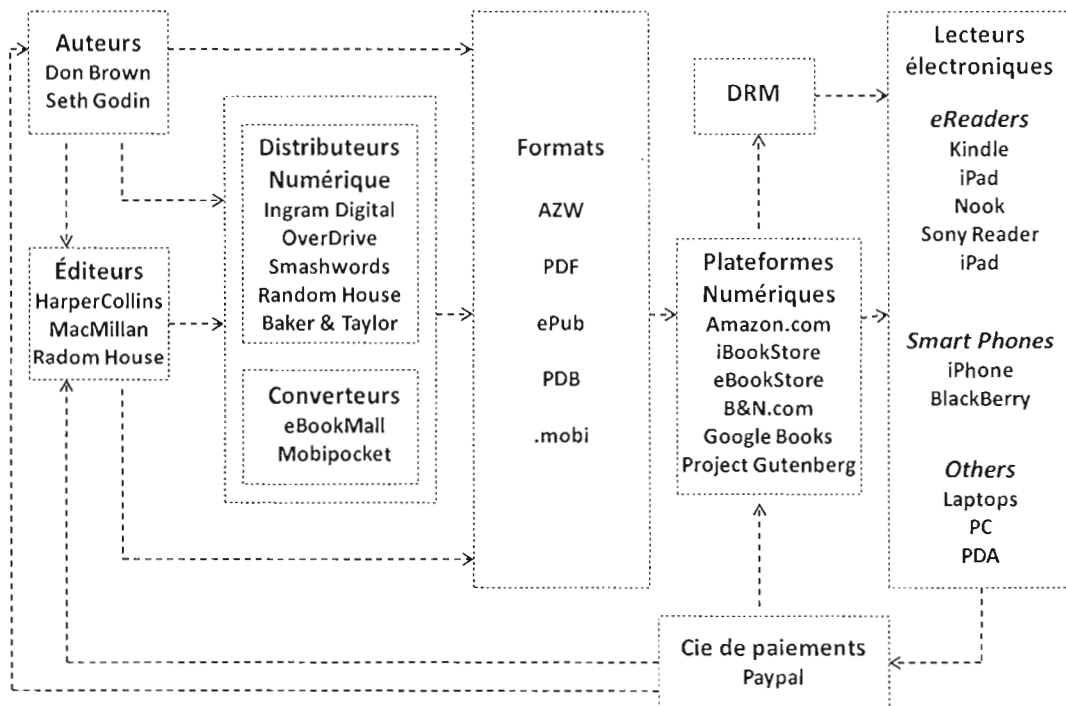 Auteurs
Don Brown
Seth Godin
Éditeurs
HarperCollins
MacMillan
Radom House
Distributeurs
Numérique
Ingram Digital
OverDrive
Smashwords
Random House
Baker & Taylor
Converteurs
eBookMall
Mobipocket
Formats
AZW
PDF
ePub
PDB
.mobi
DRM
Plateformes
Numériques
Amazon.com
iBookStore
eBookStore
B&N.com
Google Books
Project Gutenberg
Lecteurs
électroniques
eReaders
Kindle
iPad
Nook
Sony Reader
iPad
Smart Phones
iPhone
BlackBerry
Others
Laptops
PC
PDA
Cie de paiements
Paypal